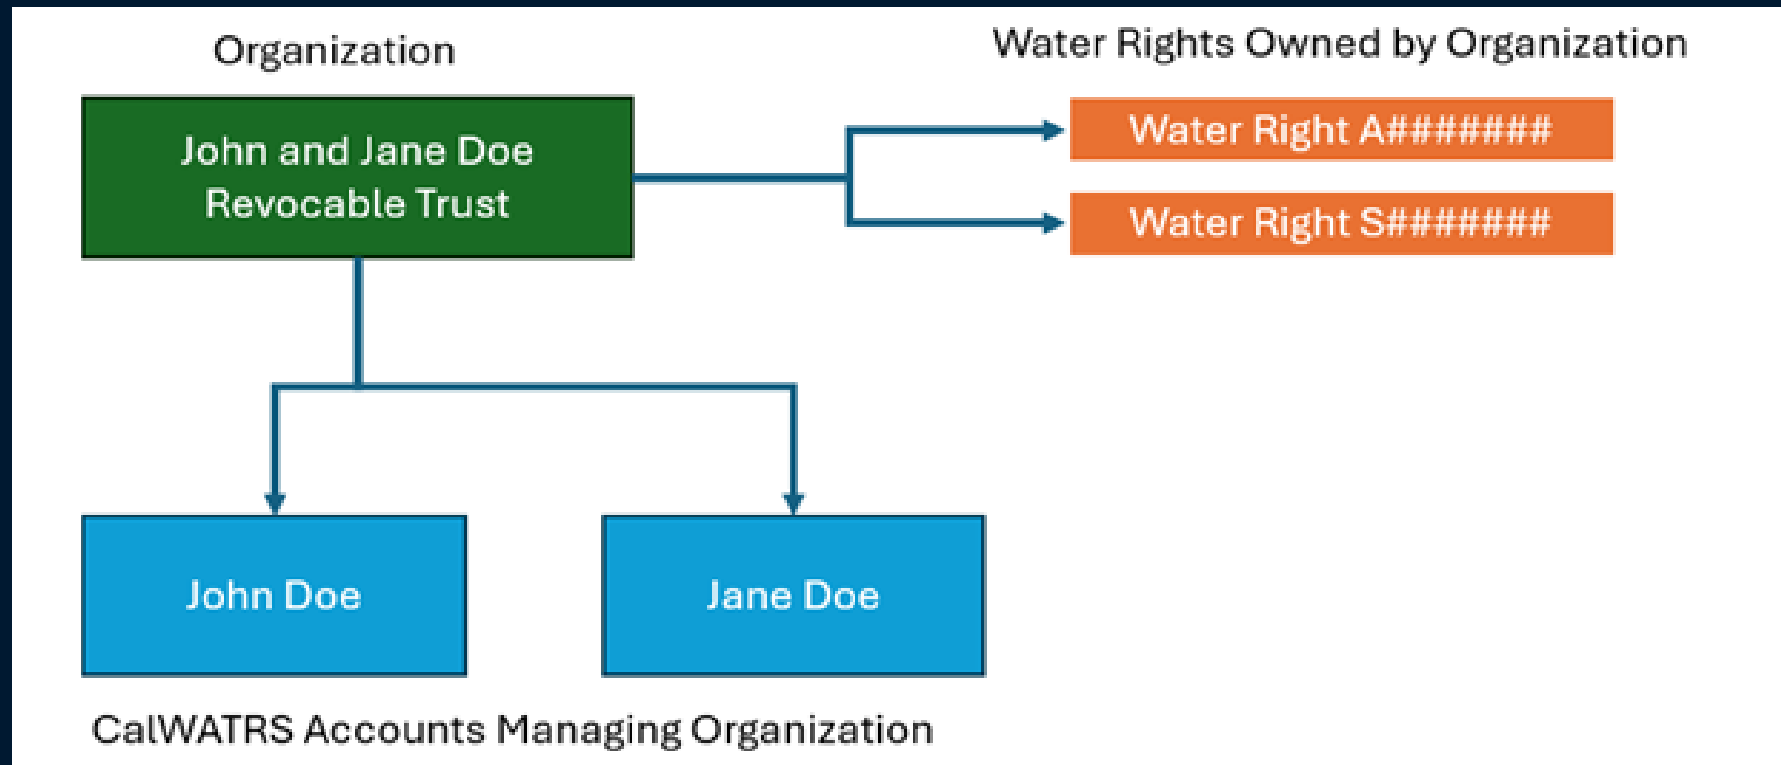 Organization
Water Rights Owned by Organization
John and Jane Doe
Revocable Trust
Water Right A#######
Water Right S#######
John Doe
Jane Doe
CalWATRS Accounts Managing Organization